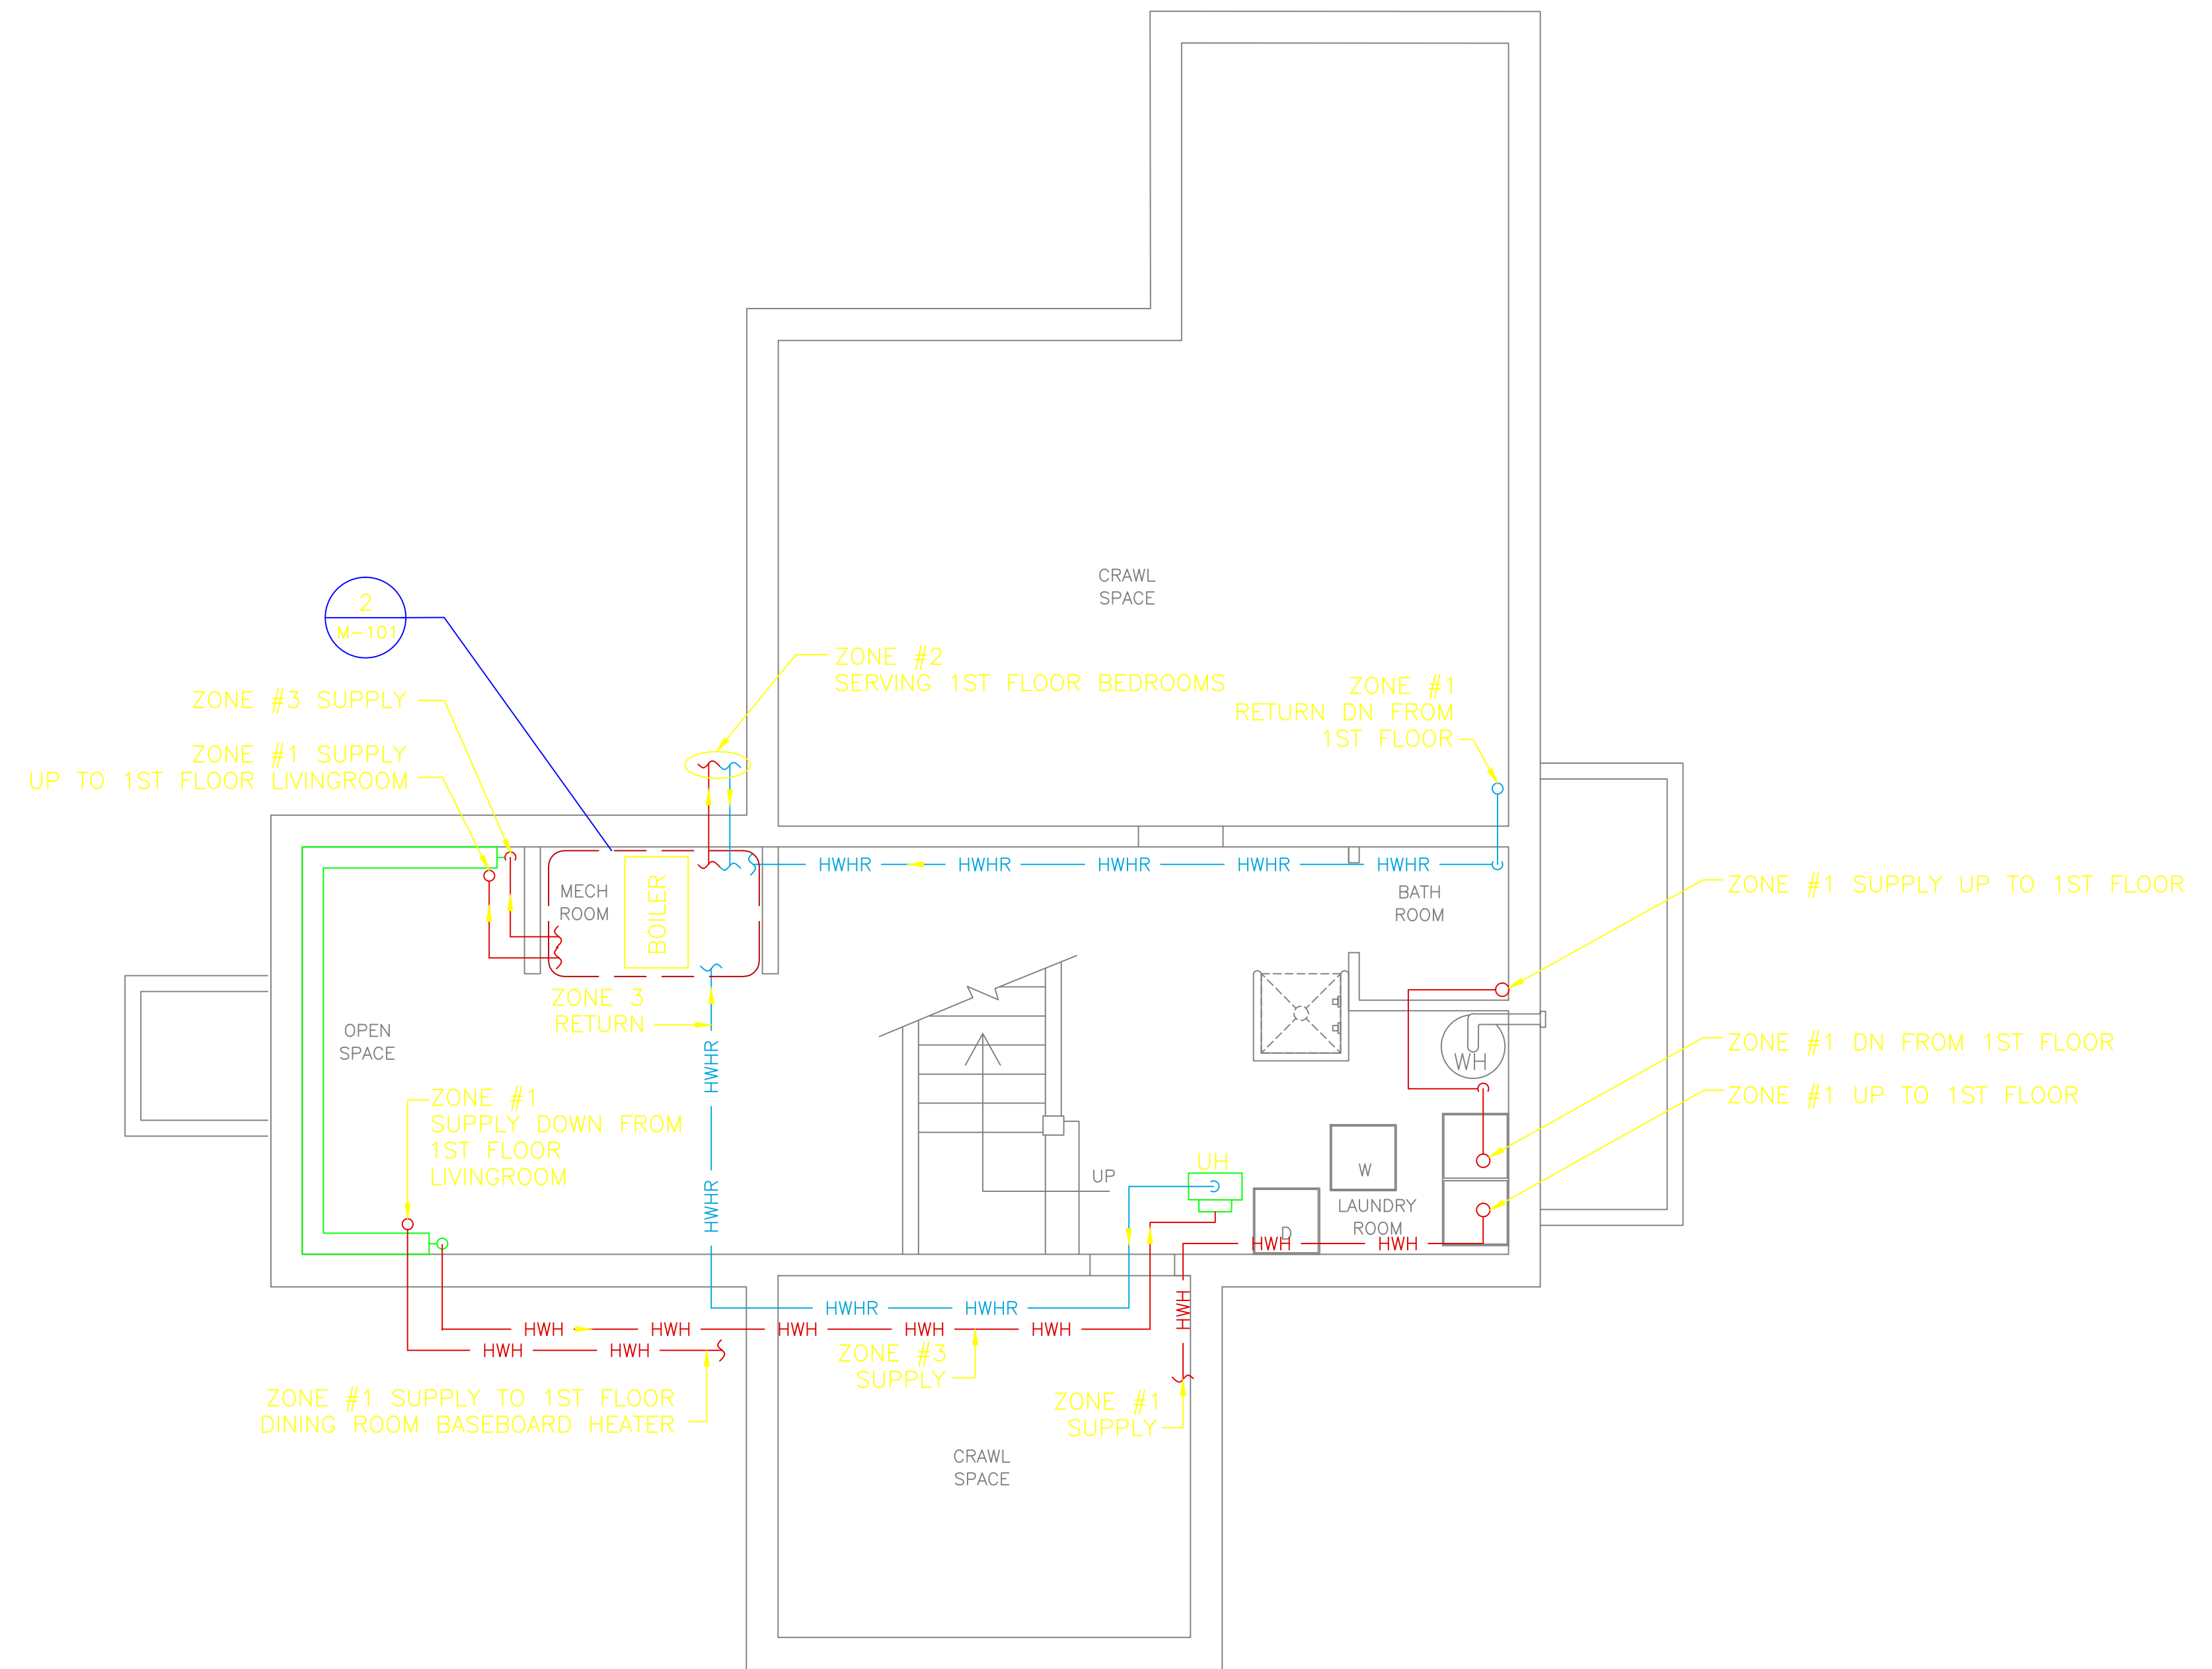 CRAWL
SPACE
2
M-101
ZONE #2
SERVING 1ST FLOOR BEDROOMS
ZONE #1
RETURN DN FROM
1ST FLOOR
ZONE #3 SUPPLY
ZONE #1 SUPPLY
UP TO 1ST FLOOR LIVINGROOM
HWHR
HWHR
HWHR
HWHR
HWHR
MECH
ROOM
BOILER
BATH
ROOM
ZONE #1 SUPPLY UP TO 1ST FLOOR
ZONE 3
RETURN
OPEN
SPACE
HWHR
WH
ZONE #1 DN FROM 1ST FLOOR
ZONE #1 UP TO 1ST FLOOR
ZONE #1
SUPPLY DOWN FROM
1ST FLOOR
LIVINGROOM
HWHR
UP
UH
W
LAUNDRY
ROOM
D
HWH
HWH
HWH
HWHR
HWHR
HWH
HWH
HWH
HWH
HWH
HWH
HWH
ZONE #3
SUPPLY
ZONE #1 SUPPLY TO 1ST FLOOR
DINING ROOM BASEBOARD HEATER
ZONE #1
SUPPLY
CRAWL
SPACE